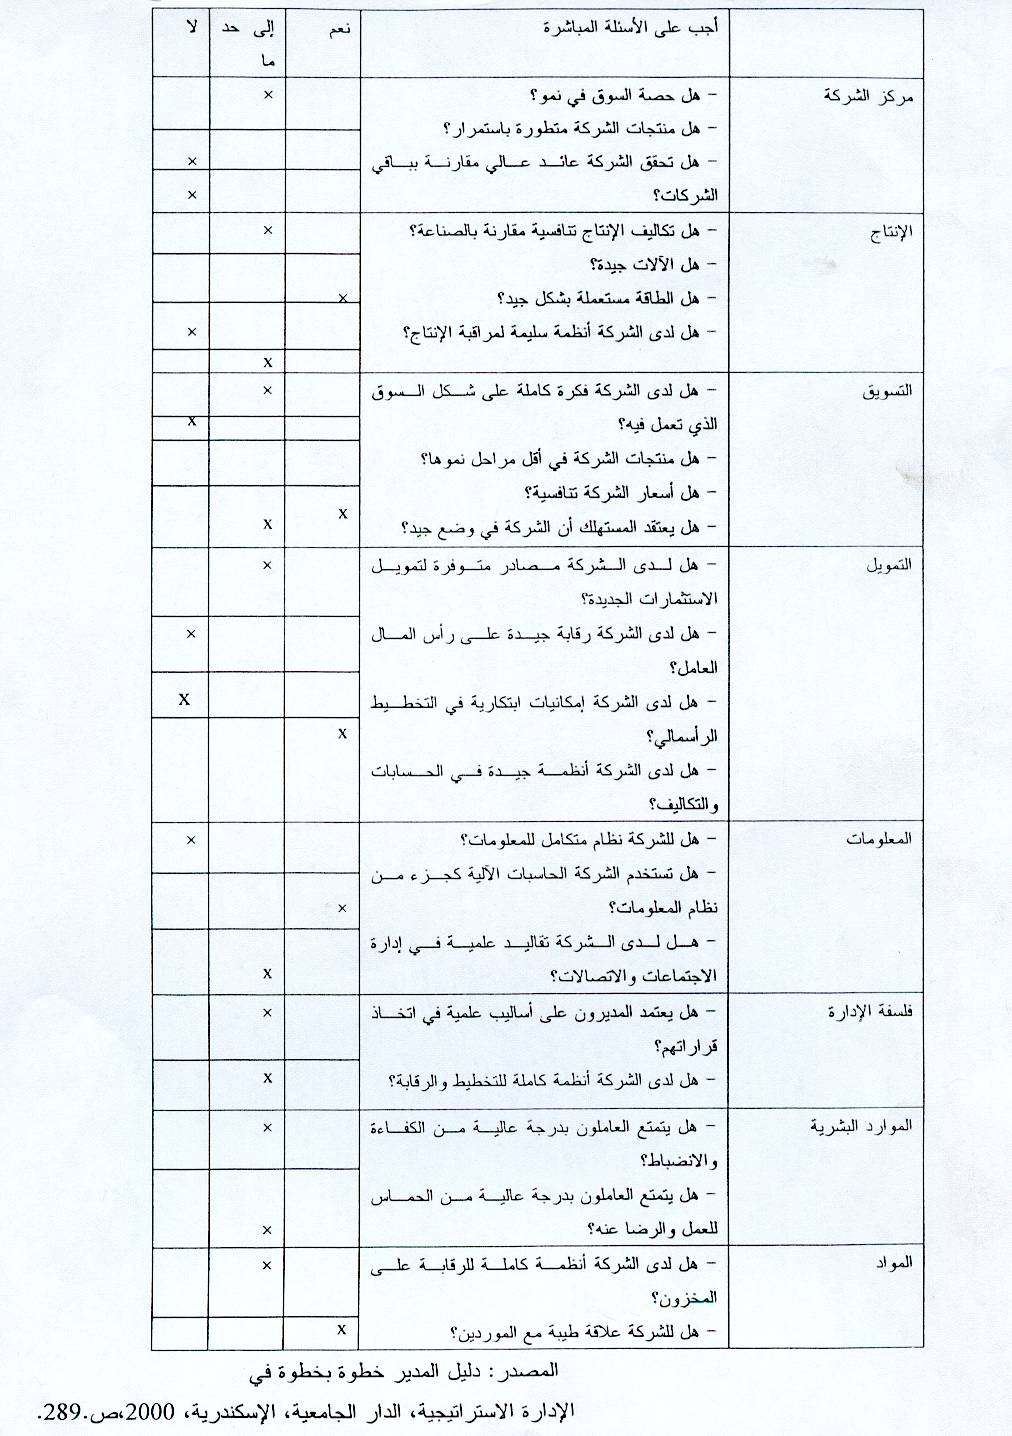 أجب على الأسئلة المباشرة نعم إلى حد لا
ما
مركز الشركة – هل حصة السوق في نمو؟ ×
– هل منتجات الشركة متطورة باستمرار؟
– هل تحقق الشركة عائد عالي مقارنة بباقي ×
الشركات؟ ×
الإنتاج – هل تكاليف الإنتاج تنافسية مقارنة بالصناعة؟ ×
– هل الآلات جيدة؟
– هل الطاقة مستعملة بشكل جيد؟ ×
– هل لدى الشركة أنظمة سليمة لمراقبة الإنتاج؟ ×
x
التسويق – هل لدى الشركة فكرة كاملة على شكل السوق ×
الذي تعمل فيه؟ x
– هل منتجات الشركة في أقل مراحل نموها؟
– هل أسعار الشركة تنافسية؟
x
– هل يعتقد المستهلك أن الشركة في وضع جيد؟ x
التمويل – هل لدى الشركة مصادر متوفرة لتمويل ×
الاستثمارات الجديدة؟
– هل لدى الشركة رقابة جيدة على رأس المال ×
العامل؟
– هل لدى الشركة إمكانيات ابتكارية في التخطيط X
الرأسمالي؟ x
– هل لدى الشركة أنظمة جيدة في الحسابات
والتكاليف؟
المعلومات – هل للشركة نظام متكامل للمعلومات؟ ×
– هل تستخدم الشركة الحاسبات الآلية كجزء من
نظام المعلومات؟ ×
– هل لدى الشركة تقاليد علمية في إدارة
الاجتماعات والاتصالات؟ x
فلسفة الإدارة – هل يعتمد المديرون على أساليب علمية في اتخاذ ×
قراراتهم؟
– هل لدى الشركة أنظمة كاملة للتخطيط والرقابة؟ x
الموارد البشرية – هل يتمتع العاملون بدرجة عالية من الكفاءة ×
والانضباط؟
– هل يتمتع العاملون بدرجة عالية من الحماس
للعمل والرضا عنه؟ ×
المواد – هل لدى الشركة أنظمة كاملة للرقابة على ×
المخزون؟
– هل للشركة علاقة طيبة مع الموردين؟ x
المصدر: دليل المدير خطوة بخطوة في
الإدارة الاستراتيجية، الدار الجامعية، الإسكندرية، 2000،ص.289.